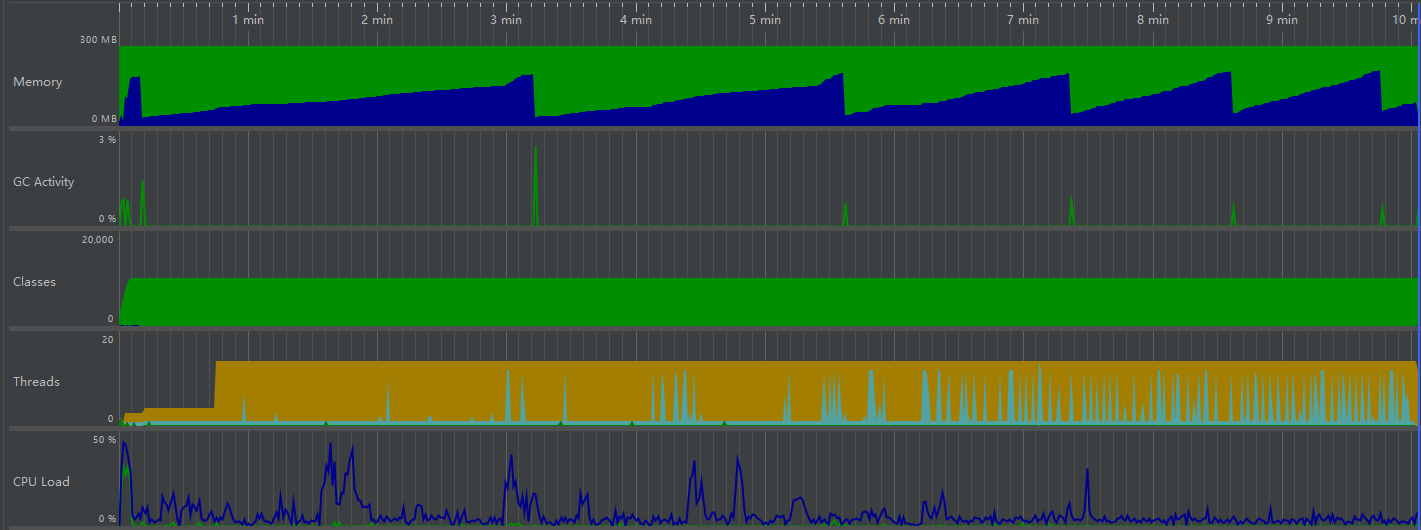 1 min 2 min 3 min 4 min 5 min 6 min 7 min 8 min 9 min 10 m
300 MB
Memory
0 MB
3 %
GC Activity
0 %
20,000
Classes
0
20
Threads
0
50 %
CPU Load
0 %